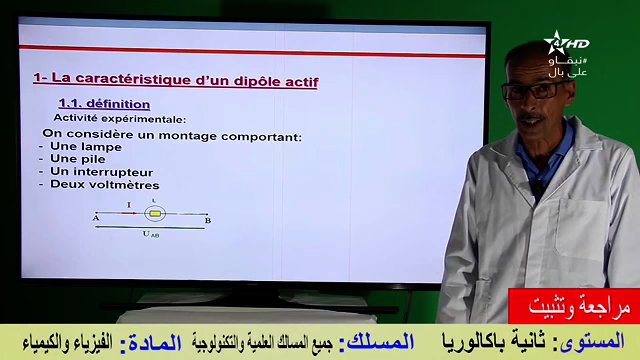 1- La caractéristique d'un dipôle actif
1.1. définition
Activité expérimentale:
On considère un montage comportant:
- Une lampe
- Une pile
- Un interrupteur
- Deux voltmètres
I
L
A
B
U AB
4 HD
#نبقاو
على بال
مراجعة وتثبيت
المستوى: ثانية باكالوريا المسلك: جميع المسالك العلمية والتكنولوجية المادة: الفيزياء والكيمياء